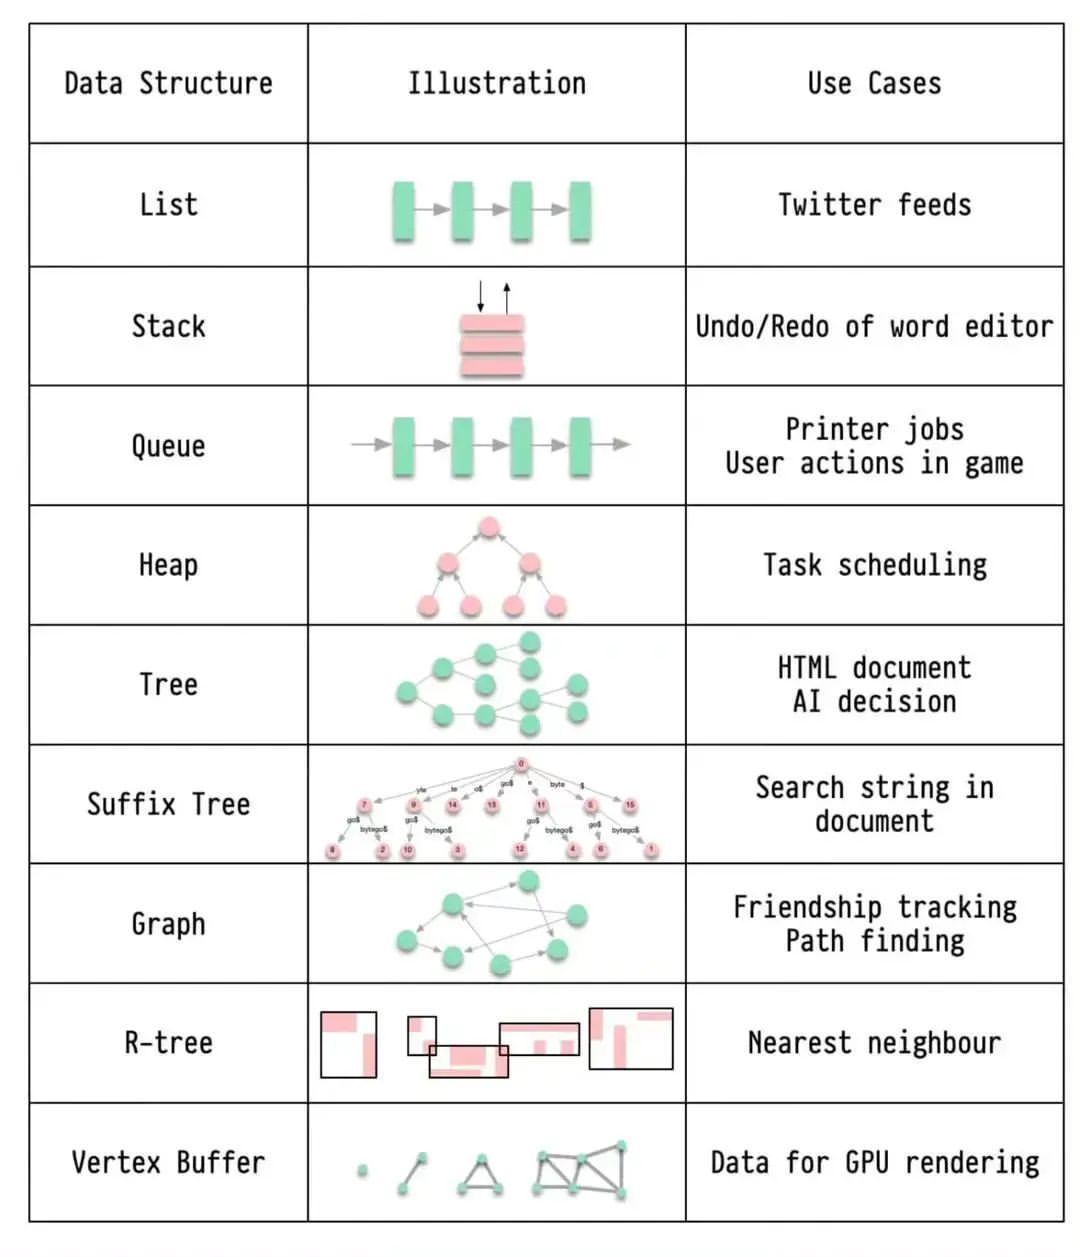 Data Structure
Illustration
Use Cases
List
Twitter feeds
Stack
Undo/Redo of word editor
Queue
Printer jobs
User actions in game
Heap
Task scheduling
Tree
HTML document
AI decision
Suffix Tree
0
yte
te
o$
go$
e
byte
$
7
9
14
13
11
5
15
go$
bytego$
go$
bytego$
go$
bytego$
go$
bytego$
8
2
10
3
12
4
6
1
Search string in
document
Graph
Friendship tracking
Path finding
R-tree
Nearest neighbour
Vertex Buffer
Data for GPU rendering